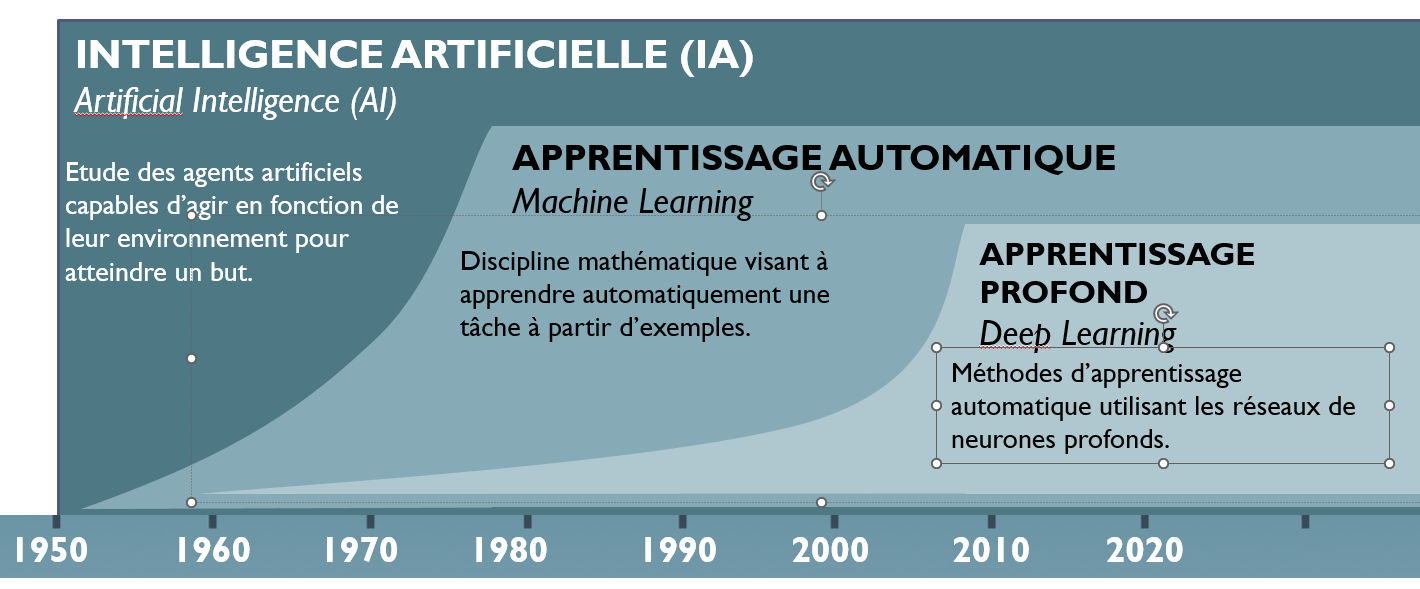 INTELLIGENCE ARTIFICIELLE (IA)
Artificial Intelligence (AI)
Etude des agents artificiels
capables d’agir en fonction de
leur environnement pour
atteindre un but.
APPRENTISSAGE AUTOMATIQUE
Machine Learning
Discipline mathématique visant à
apprendre automatiquement une
tâche à partir d’exemples.
APPRENTISSAGE
PROFOND
Deep Learning
Méthodes d’apprentissage
automatique utilisant les réseaux de
neurones profonds.
1950 1960 1970 1980 1990 2000 2010 2020